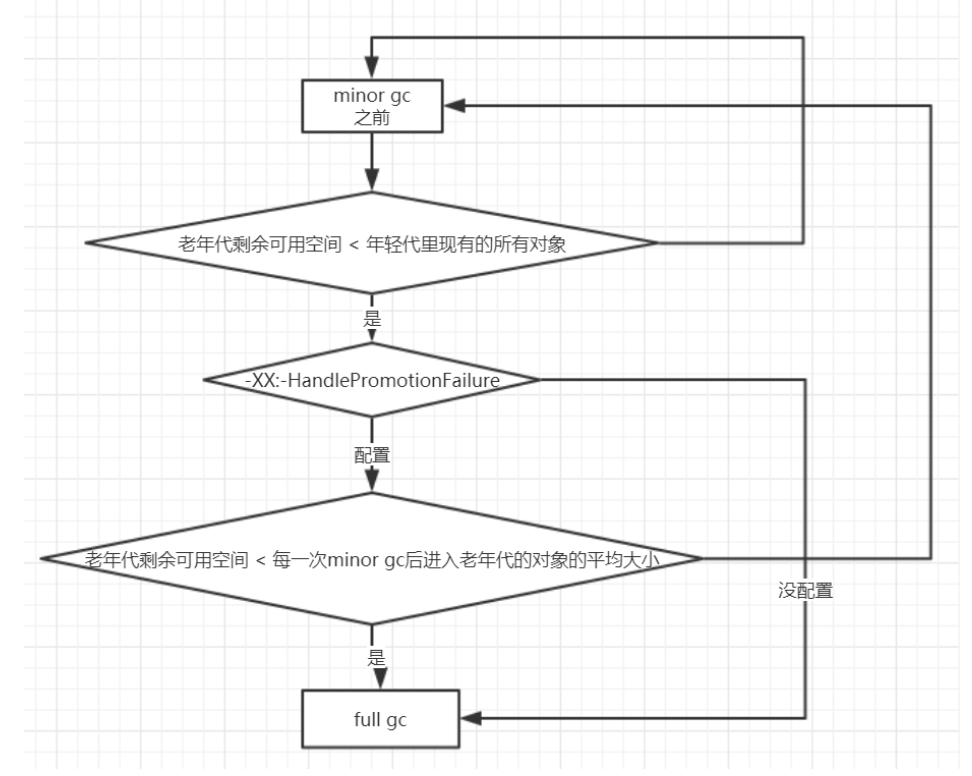 minor gc
之前
老年代剩余可用空间 < 年轻代里现有的所有对象
是
-XX:-HandlePromotionFailure
配置
老年代剩余可用空间 < 每一次minor gc后进入老年代的对象的平均大小
没配置
是
full gc